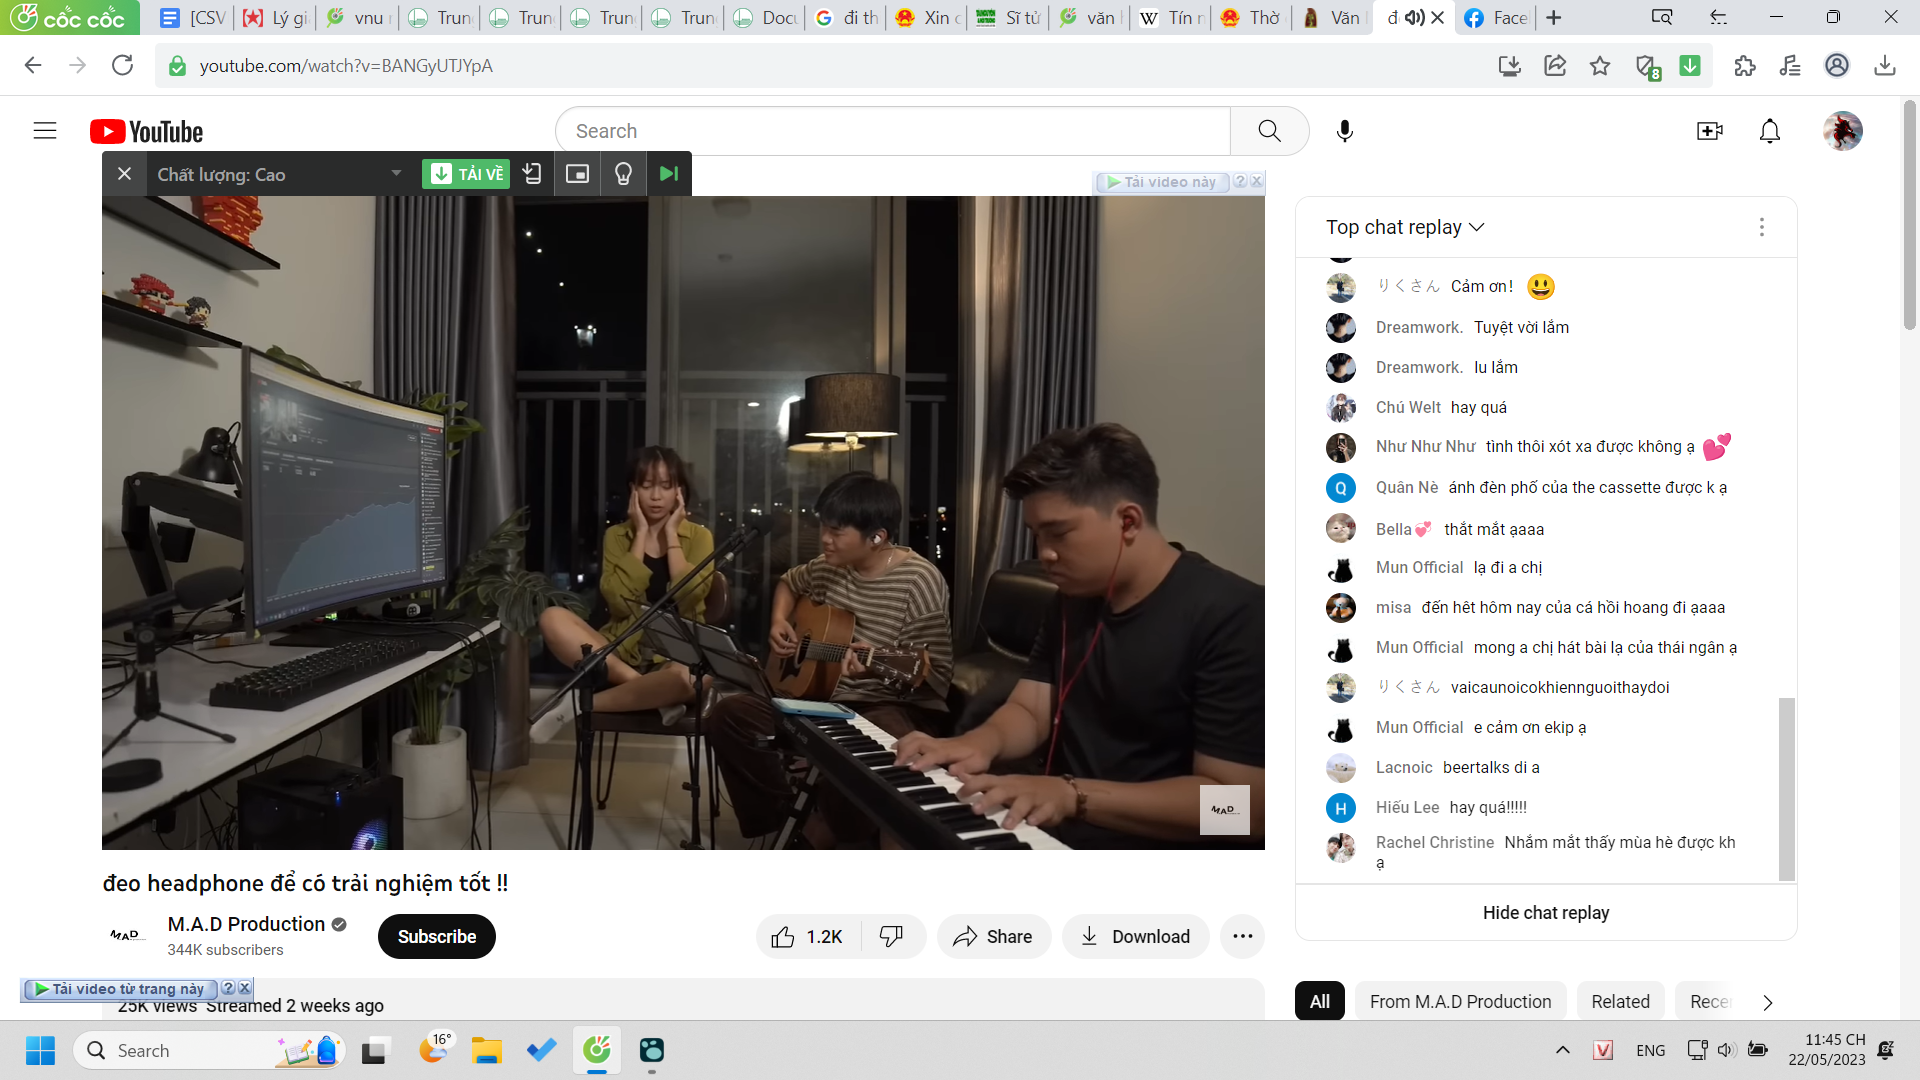 cốc cốc
[CSV
Lý gi
vnu
Trun
Trun
Trun
Trun
Docu
đi th
Xin c
Sĩ tử
văn
Tín n
Thờ
Văn
đ
Face
youtube.com/watch?v=BANGyUTJYpA
8
YouTube
Search
Chất lượng: Cao
TẢI VỀ
Tải video này
Top chat replay
りくさん Cảm ơn!
Dreamwork. Tuyệt vời lắm
Dreamwork. Iu lắm
Chú Welt hay quá
Như Như Như tình thôi xót xa được không ạ
Q Quân Nè ánh đèn phố của the cassette được k ạ
Bella thắt mắt ạaaa
Mun Official lạ đi a chị
misa đến hêt hôm nay của cá hồi hoang đi ạaaa
Mun Official mong a chị hát bài lạ của thái ngân ạ
りくさん vaicaunoicokhiennguoithaydoi
Mun Official e cảm ơn ekip ạ
Lacnoic beertalks di a
H Hiếu Lee hay quá!!!!!
Rachel Christine Nhắm mắt thấy mùa hè được kh
ạ
Hide chat replay
M.A.D
đeo headphone để có trải nghiệm tốt !!
MAD
M.A.D Production
344K subscribers
Subscribe
1.2K
Share
Download
Tải video từ trang này
25K views Streamed 2 weeks ago
All
From M.A.D Production
Related
Recen
Search
16°
ENG
11:45 CH
22/05/2023